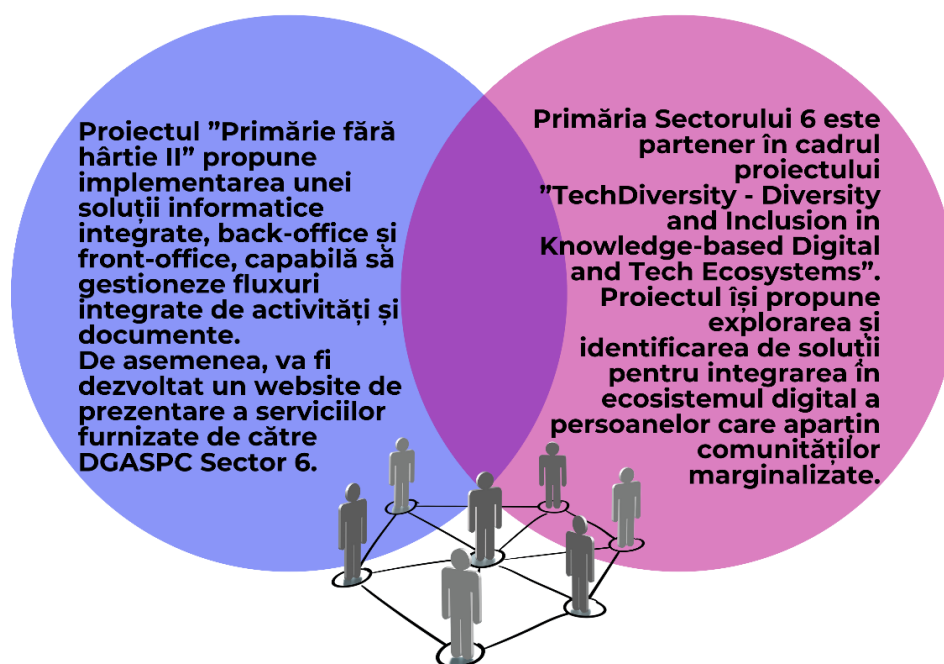 Proiectul ”Primărie fără
hârtie II” propune
implementarea unei
soluții informatice
integrate, back-office și
front-office, capabilă să
gestioneze fluxuri
integrate de activități și
documente.
De asemenea, va fi
dezvoltat un website de
prezentare a serviciilor
furnizate de către
DGASPC Sector 6.
Primăria Sectorului 6 este
partener în cadrul
proiectului
”TechDiversity - Diversity
and Inclusion in
Knowledge-based Digital
and Tech Ecosystems”.
Proiectul își propune
explorarea și
identificarea de soluții
pentru integrarea în
ecosistemul digital a
persoanelor care aparțin
comunităților
marginalizate.